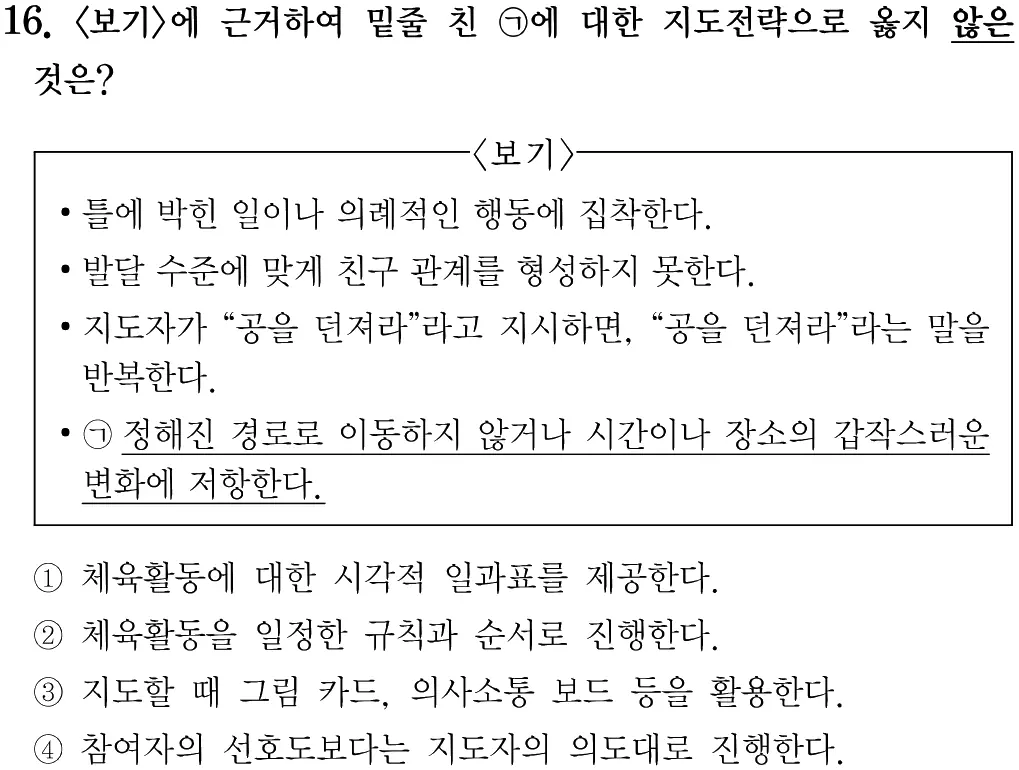 16. 〈보기〉에 근거하여 밑줄 친 ㉠에 대한 지도전략으로 옳지 않은
것은?
〈보기〉
• 틀에 박힌 일이나 의례적인 행동에 집착한다.
• 발달 수준에 맞게 친구 관계를 형성하지 못한다.
• 지도자가 “공을 던져라”라고 지시하면, “공을 던져라”라는 말을
반복한다.
• ㉠ 정해진 경로로 이동하지 않거나 시간이나 장소의 갑작스러운
변화에 저항한다.
① 체육활동에 대한 시각적 일과표를 제공한다.
② 체육활동을 일정한 규칙과 순서로 진행한다.
③ 지도할 때 그림 카드, 의사소통 보드 등을 활용한다.
④ 참여자의 선호도보다는 지도자의 의도대로 진행한다.